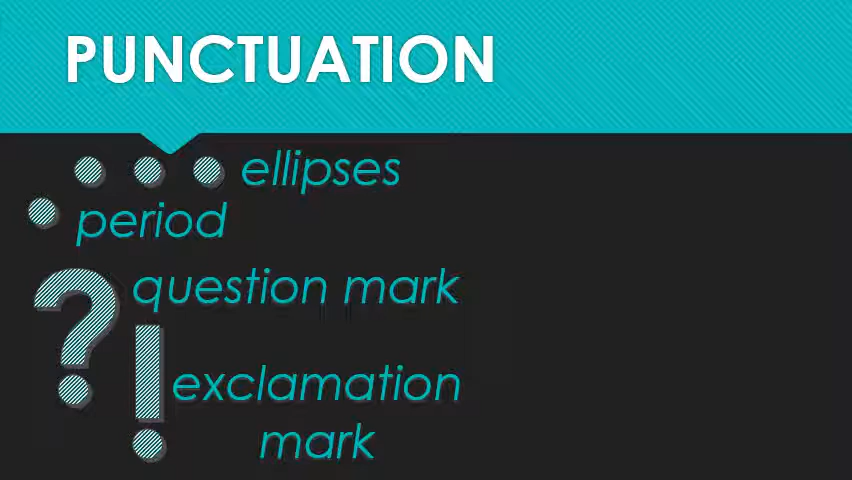 PUNCTUATION
... ellipses
. period
? question mark
! exclamation
mark